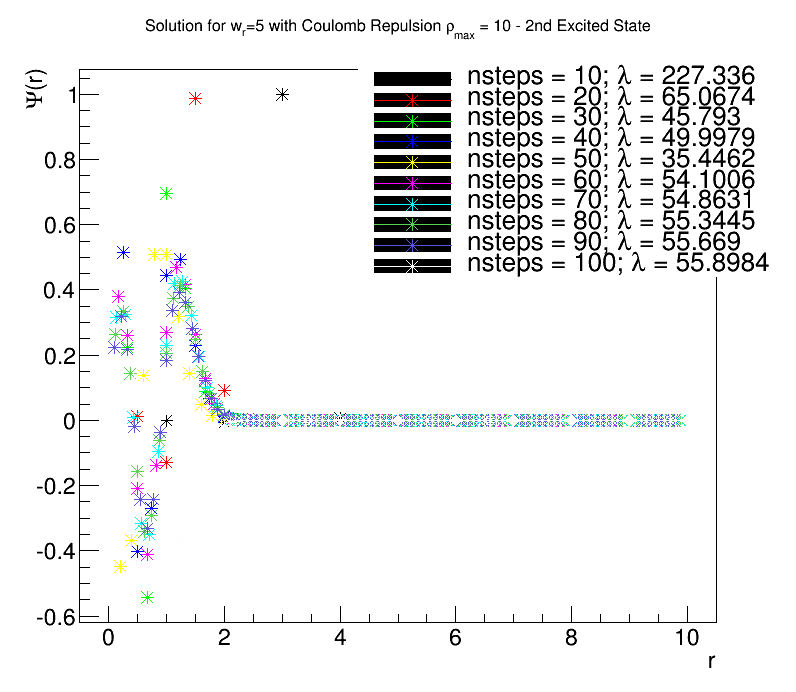 Solution for wr=5 with Coulomb Repulsion ρmax = 10 - 2nd Excited State
Ψ(r)
nsteps = 10; λ = 227.336
nsteps = 20; λ = 65.0674
nsteps = 30; λ = 45.793
nsteps = 40; λ = 49.9979
nsteps = 50; λ = 35.4462
nsteps = 60; λ = 54.1006
nsteps = 70; λ = 54.8631
nsteps = 80; λ = 55.3445
nsteps = 90; λ = 55.669
nsteps = 100; λ = 55.8984
1
0.8
0.6
0.4
0.2
0
-0.2
-0.4
-0.6
0 2 4 6 8 10
r